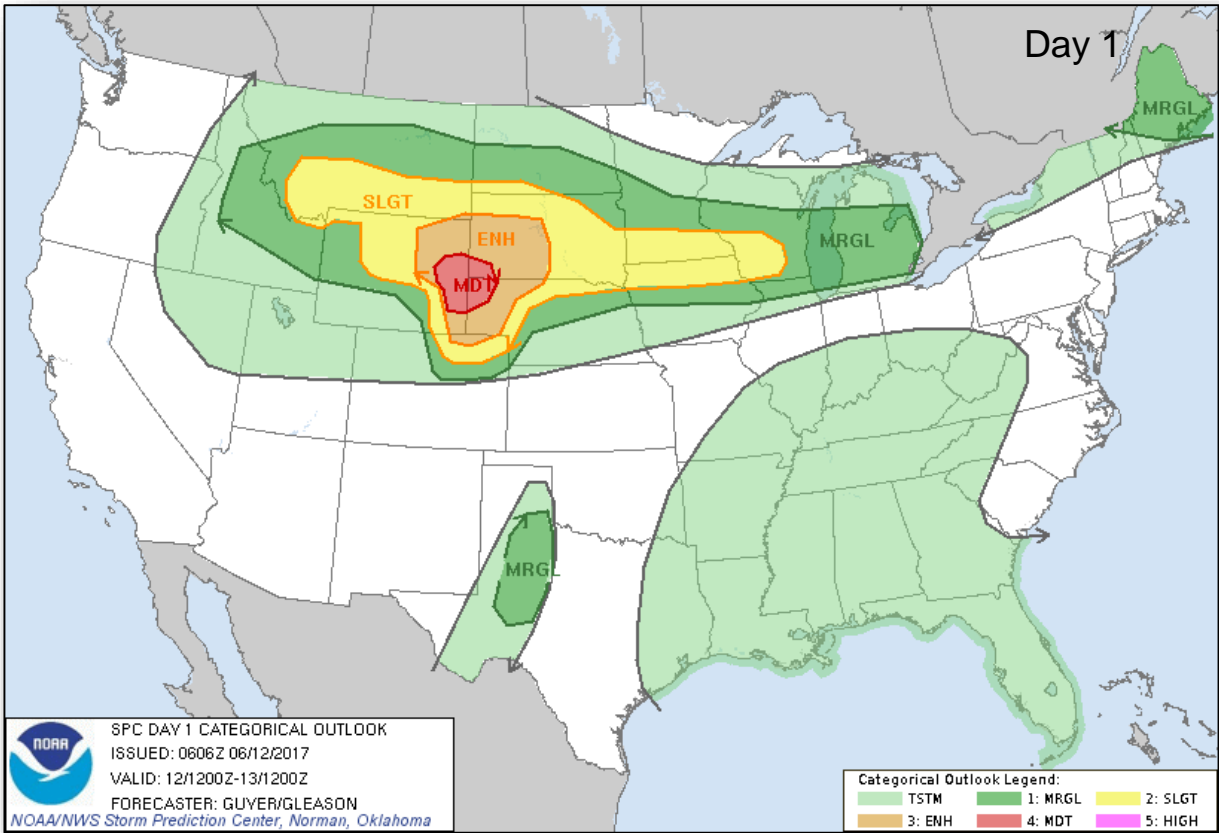 Day 1
MRGL
SLGT
ENH
MRGL
MDT
MRGL
NOAA
SPC DAY 1 CATEGORICAL OUTLOOK
ISSUED: 0606Z 06/12/2017
VALID: 12/1200Z-13/1200Z
FORECASTER: GUYER/GLEASON
NOAA/NWS Storm Prediction Center, Norman, Oklahoma
Categorical Outlook Legend:
TSTM 1: MRGL 2: SLGT
3: ENH 4: MDT 5: HIGH